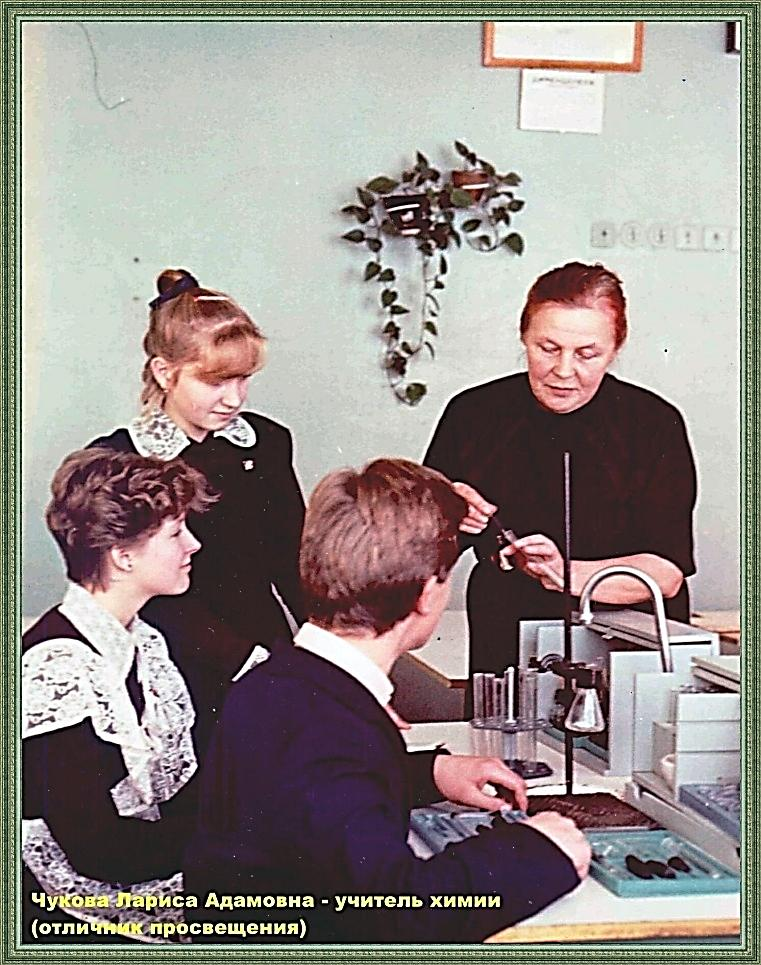 Чукова Лариса Адамовна - учитель химии
(отличник просвещения)